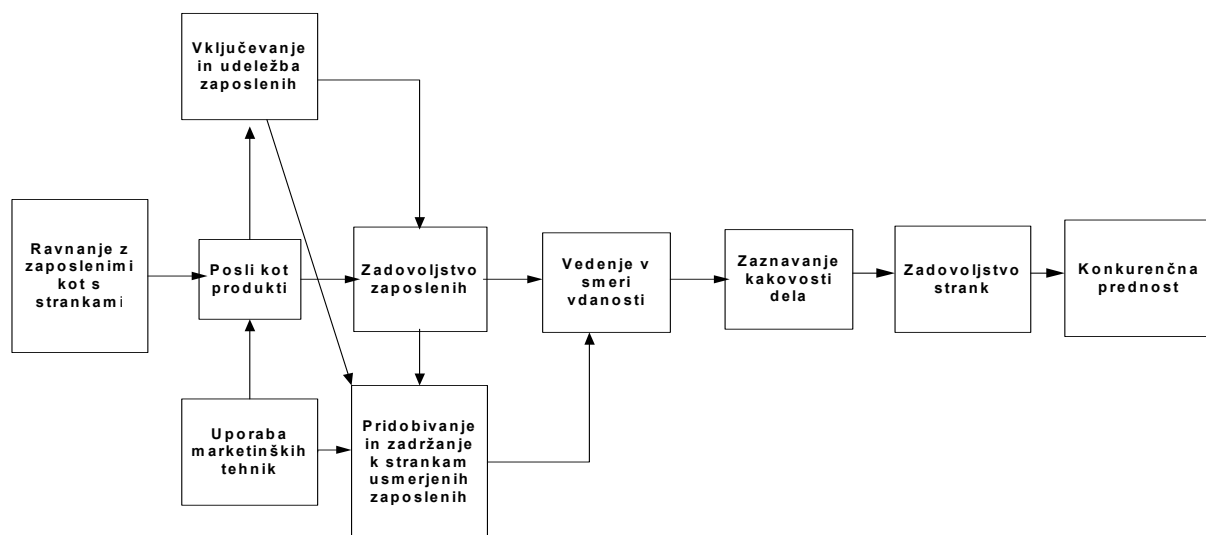 Vključevanje
in udeležba
zaposlenih
Ravnanje z
zaposlenimi
kot s
strankami
Posli kot
produkti
Zadovoljstvo
zaposlenih
Vedenje v
smeri
vdanosti
Zaznavanje
kakovosti
dela
Zadovoljstvo
strank
Konkurenčna
prednost
Uporaba
marketinških
tehnik
Pridobivanje
in zadržanje
k strankam
usmerjenih
zaposlenih